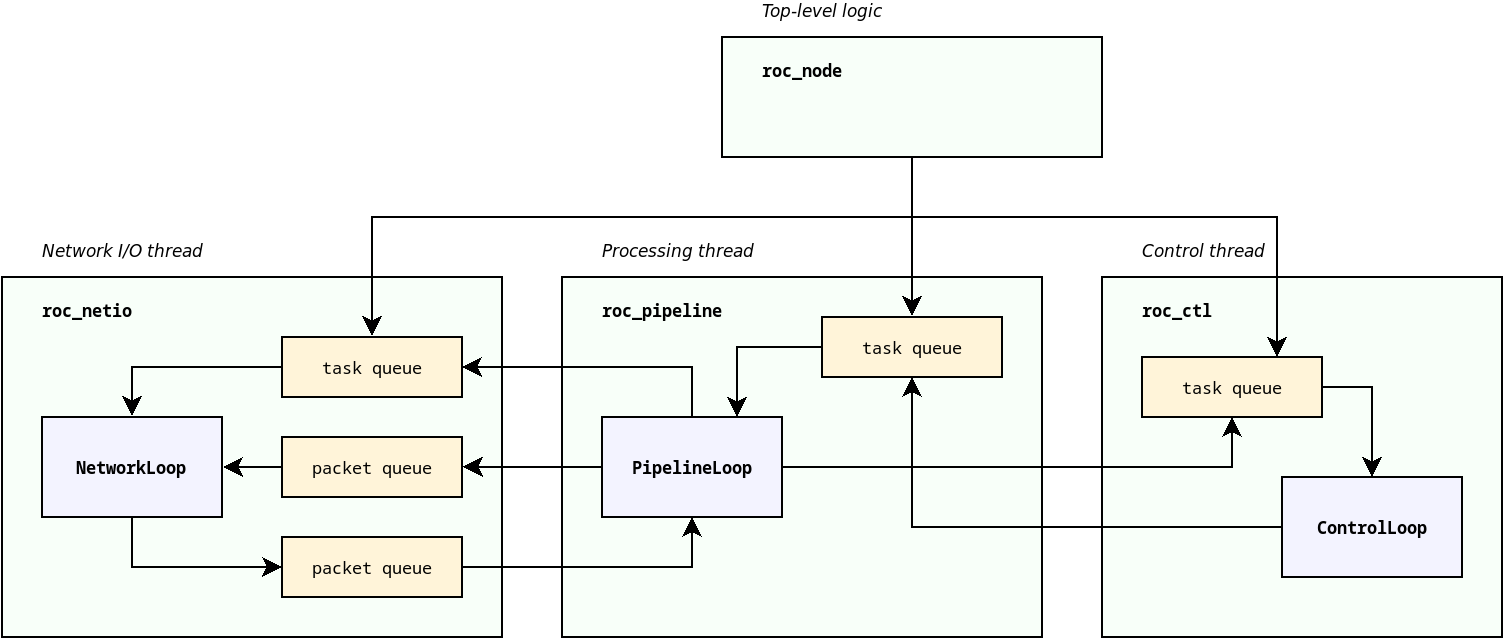 Top-level logic
roc_node
Network I/O thread
Processing thread
Control thread
roc_netio
roc_pipeline
roc_ctl
task queue
task queue
task queue
NetworkLoop
packet queue
PipelineLoop
ControlLoop
packet queue